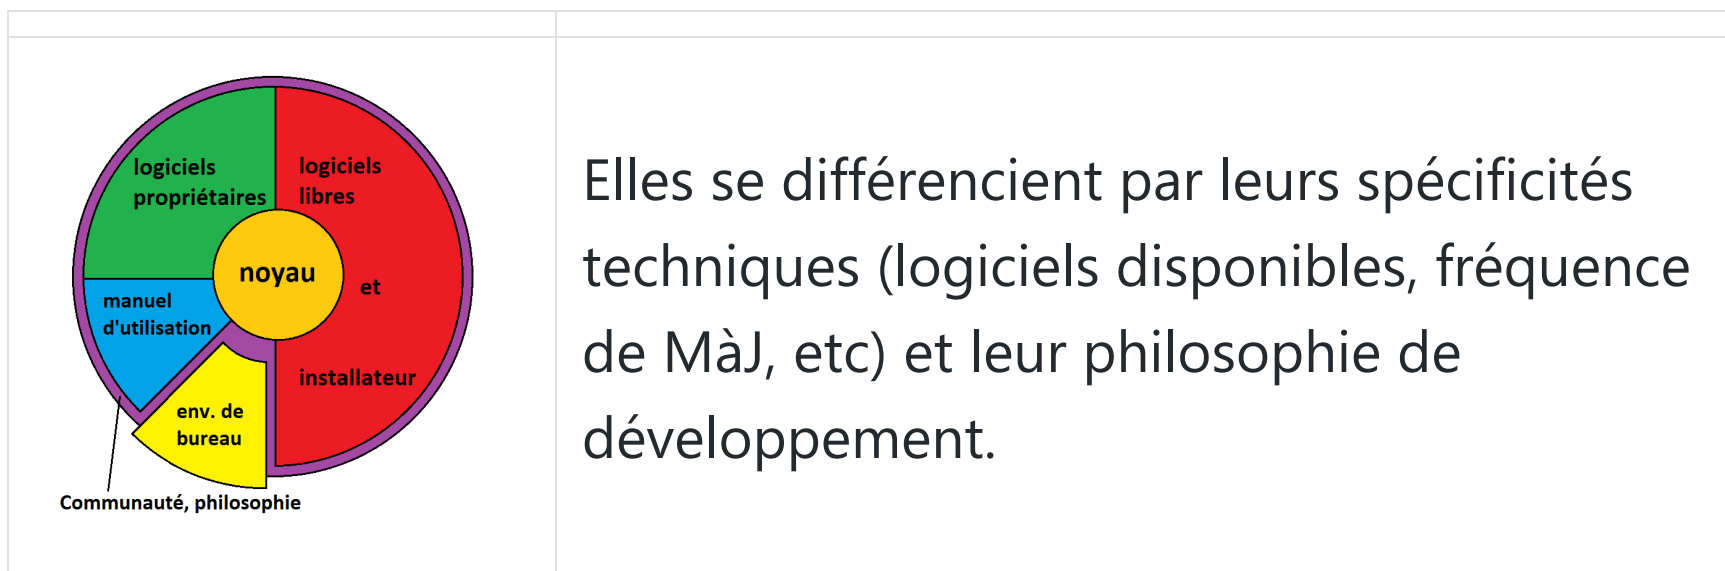 logiciels
propriétaires
logiciels
libres
noyau
et
manuel
d'utilisation
installateur
env. de
bureau
Communauté, philosophie
Elles se différencient par leurs spécificités
techniques (logiciels disponibles, fréquence
de MàJ, etc) et leur philosophie de
développement.